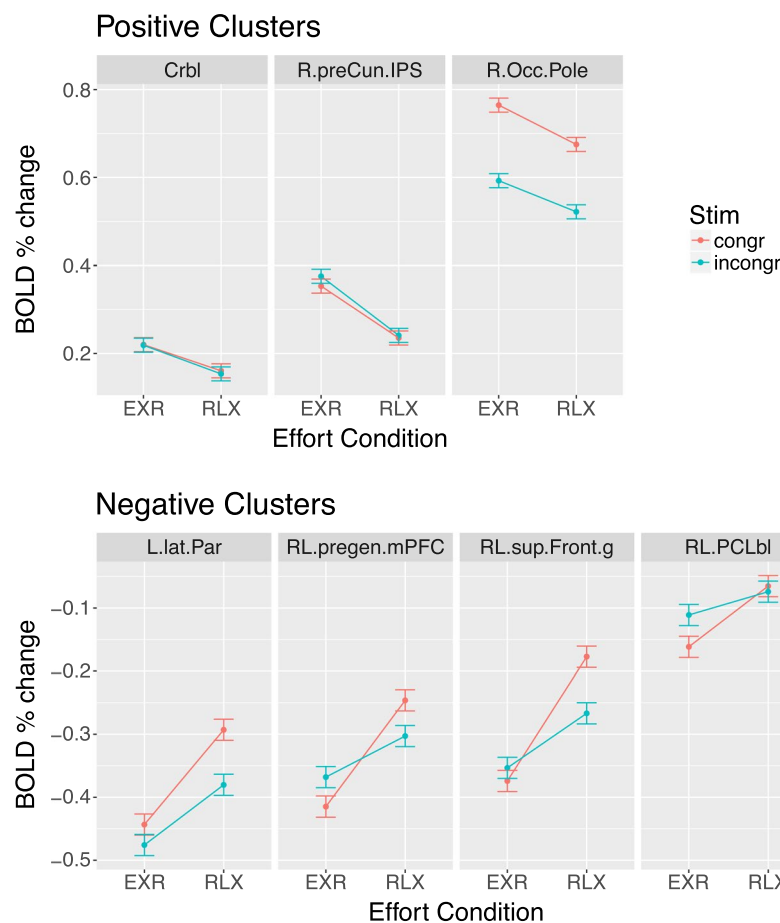 Positive Clusters
Crbl R.preCun.IPS R.Occ.Pole
0.8
0.6
0.4
0.2
BOLD % change
EXR RLX EXR RLX EXR RLX
Effort Condition
Stim
congr
incongr
Negative Clusters
L.lat.Par RL.pregen.mPFC RL.sup.Front.g RL.PCLbl
−0.1
−0.2
−0.3
−0.4
−0.5
BOLD % change
EXR RLX EXR RLX EXR RLX EXR RLX
Effort Condition